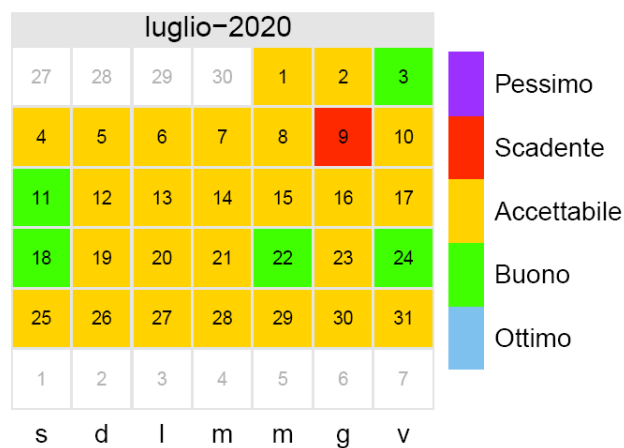 luglio-2020
27 28 29 30 1 2 3
4 5 6 7 8 9 10
11 12 13 14 15 16 17
18 19 20 21 22 23 24
25 26 27 28 29 30 31
1 2 3 4 5 6 7
s d l m m g v
Pessimo
Scadente
Accettabile
Buono
Ottimo